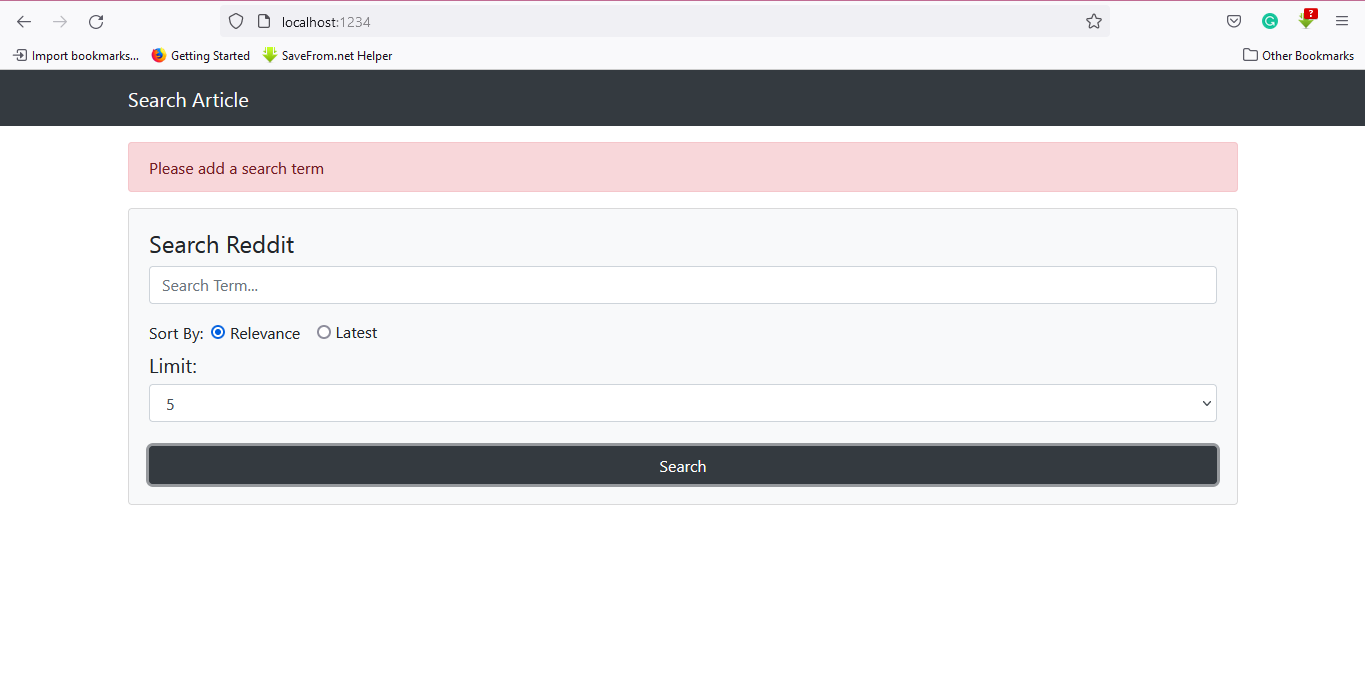 localhost:1234
?
Import bookmarks... Getting Started SaveFrom.net Helper Other Bookmarks
Search Article
Please add a search term
Search Reddit
Search Term...
Sort By: Relevance Latest
Limit:
5
Search